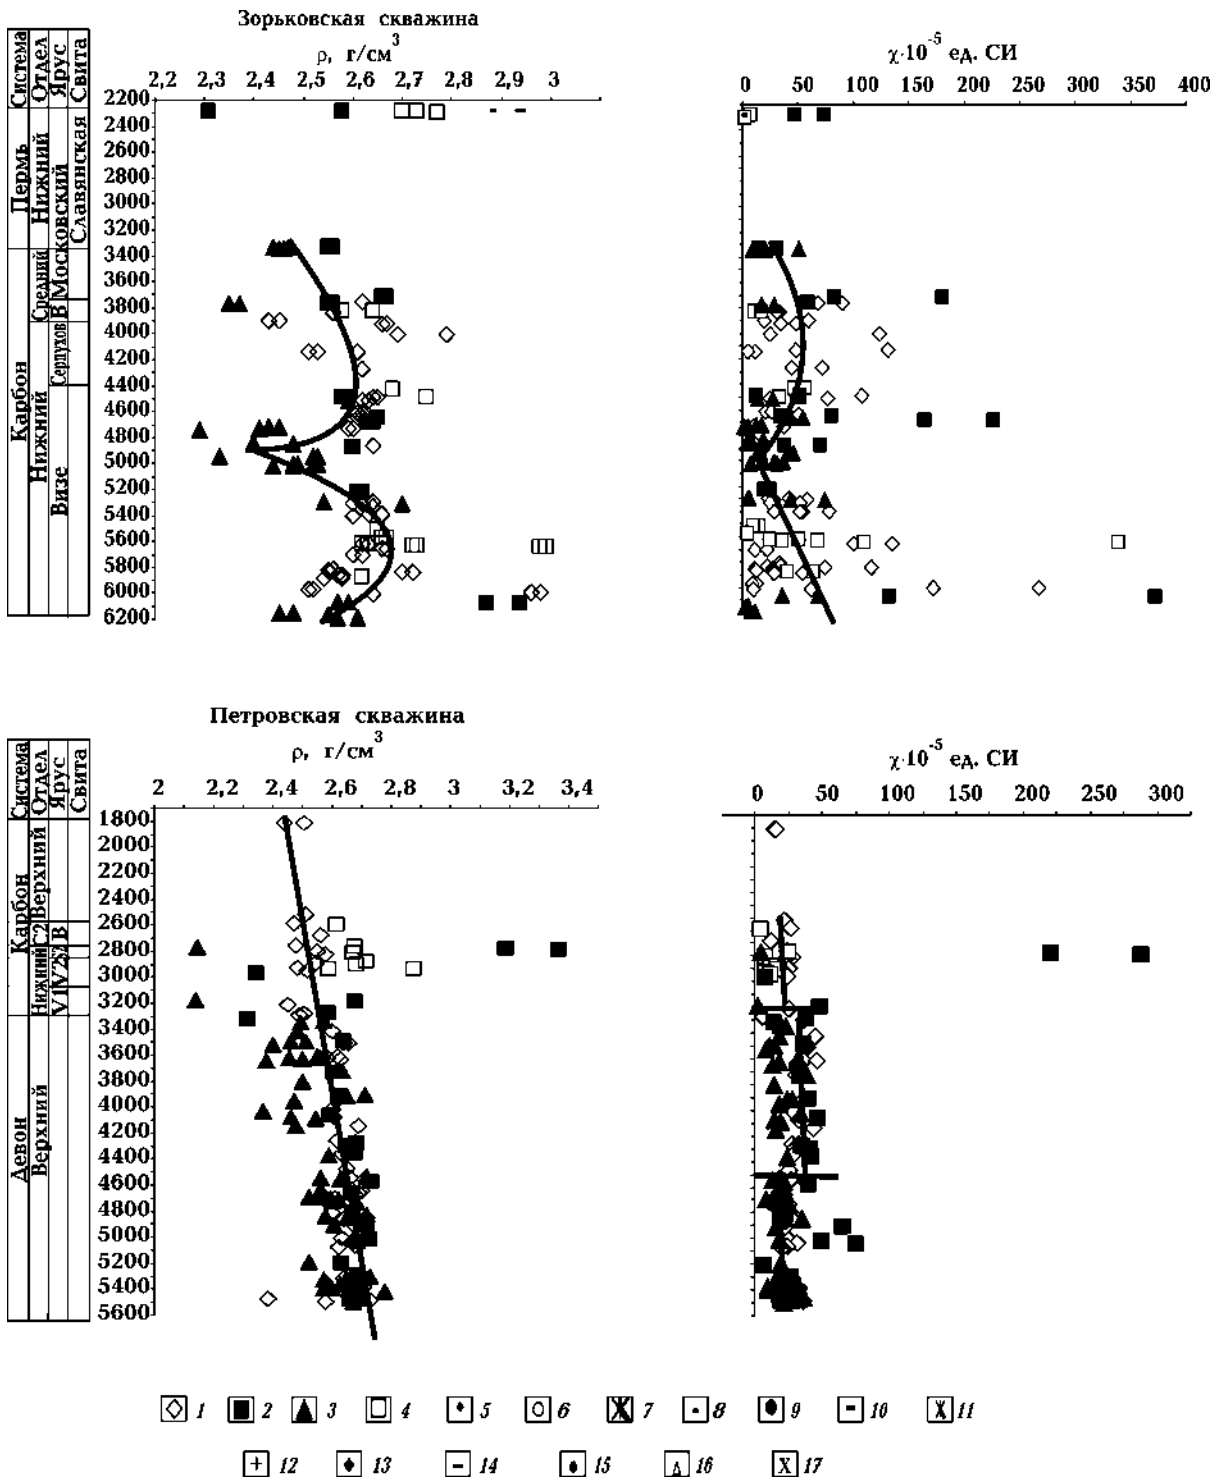 Зорьковская скважина
ρ, г/см³
χ·10⁻⁵ ед. СИ
Система Отдел Ярус Свита
2,2 2,3 2,4 2,5 2,6 2,7 2,8 2,9 3
0 50 100 150 200 250 300 350 400
2200
2400
2600
2800
3000
3200
3400
3600
3800
4000
4200
4400
4600
4800
5000
5200
5400
5600
5800
6000
6200
Пермь Нижний Московский Славянская
Карбон Средний В
Нижний Серпухов
Визе
Петровская скважина
ρ, г/см³
χ·10⁻⁵ ед. СИ
Система Отдел Ярус Свита
2 2,4 2,6 2,8 3 3,2 3,4
0 50 100 150 200 250 300
1800
2000
2200
2400
2600
2800
3000
3200
3400
3600
3800
4000
4200
4400
4600
4800
5000
5200
5400
5600
Карбон Верхний
С2 В
Нижний V1 V2
Девон Верхний
1 2 3 4 5 6 7 8 9 10 11
12 13 14 15 16 17